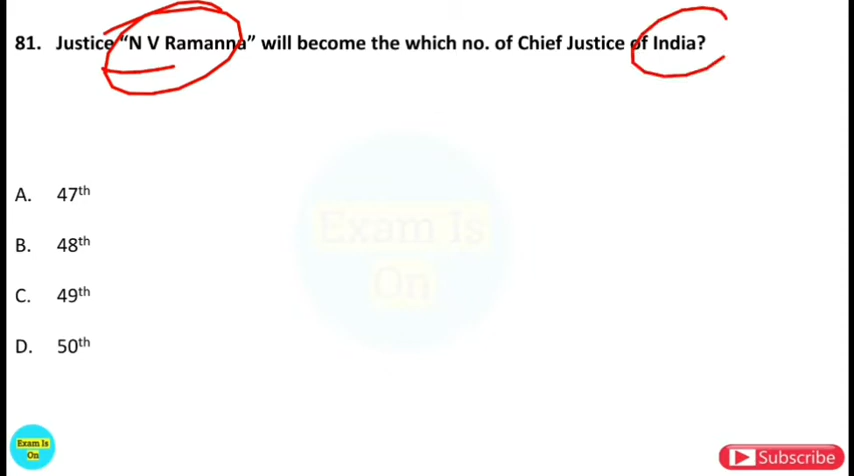 81. Justice “N V Ramanna” will become the which no. of Chief Justice of India?
Exam Is
On
A. 47th
B. 48th
C. 49th
D. 50th
Exam Is
On
Subscribe